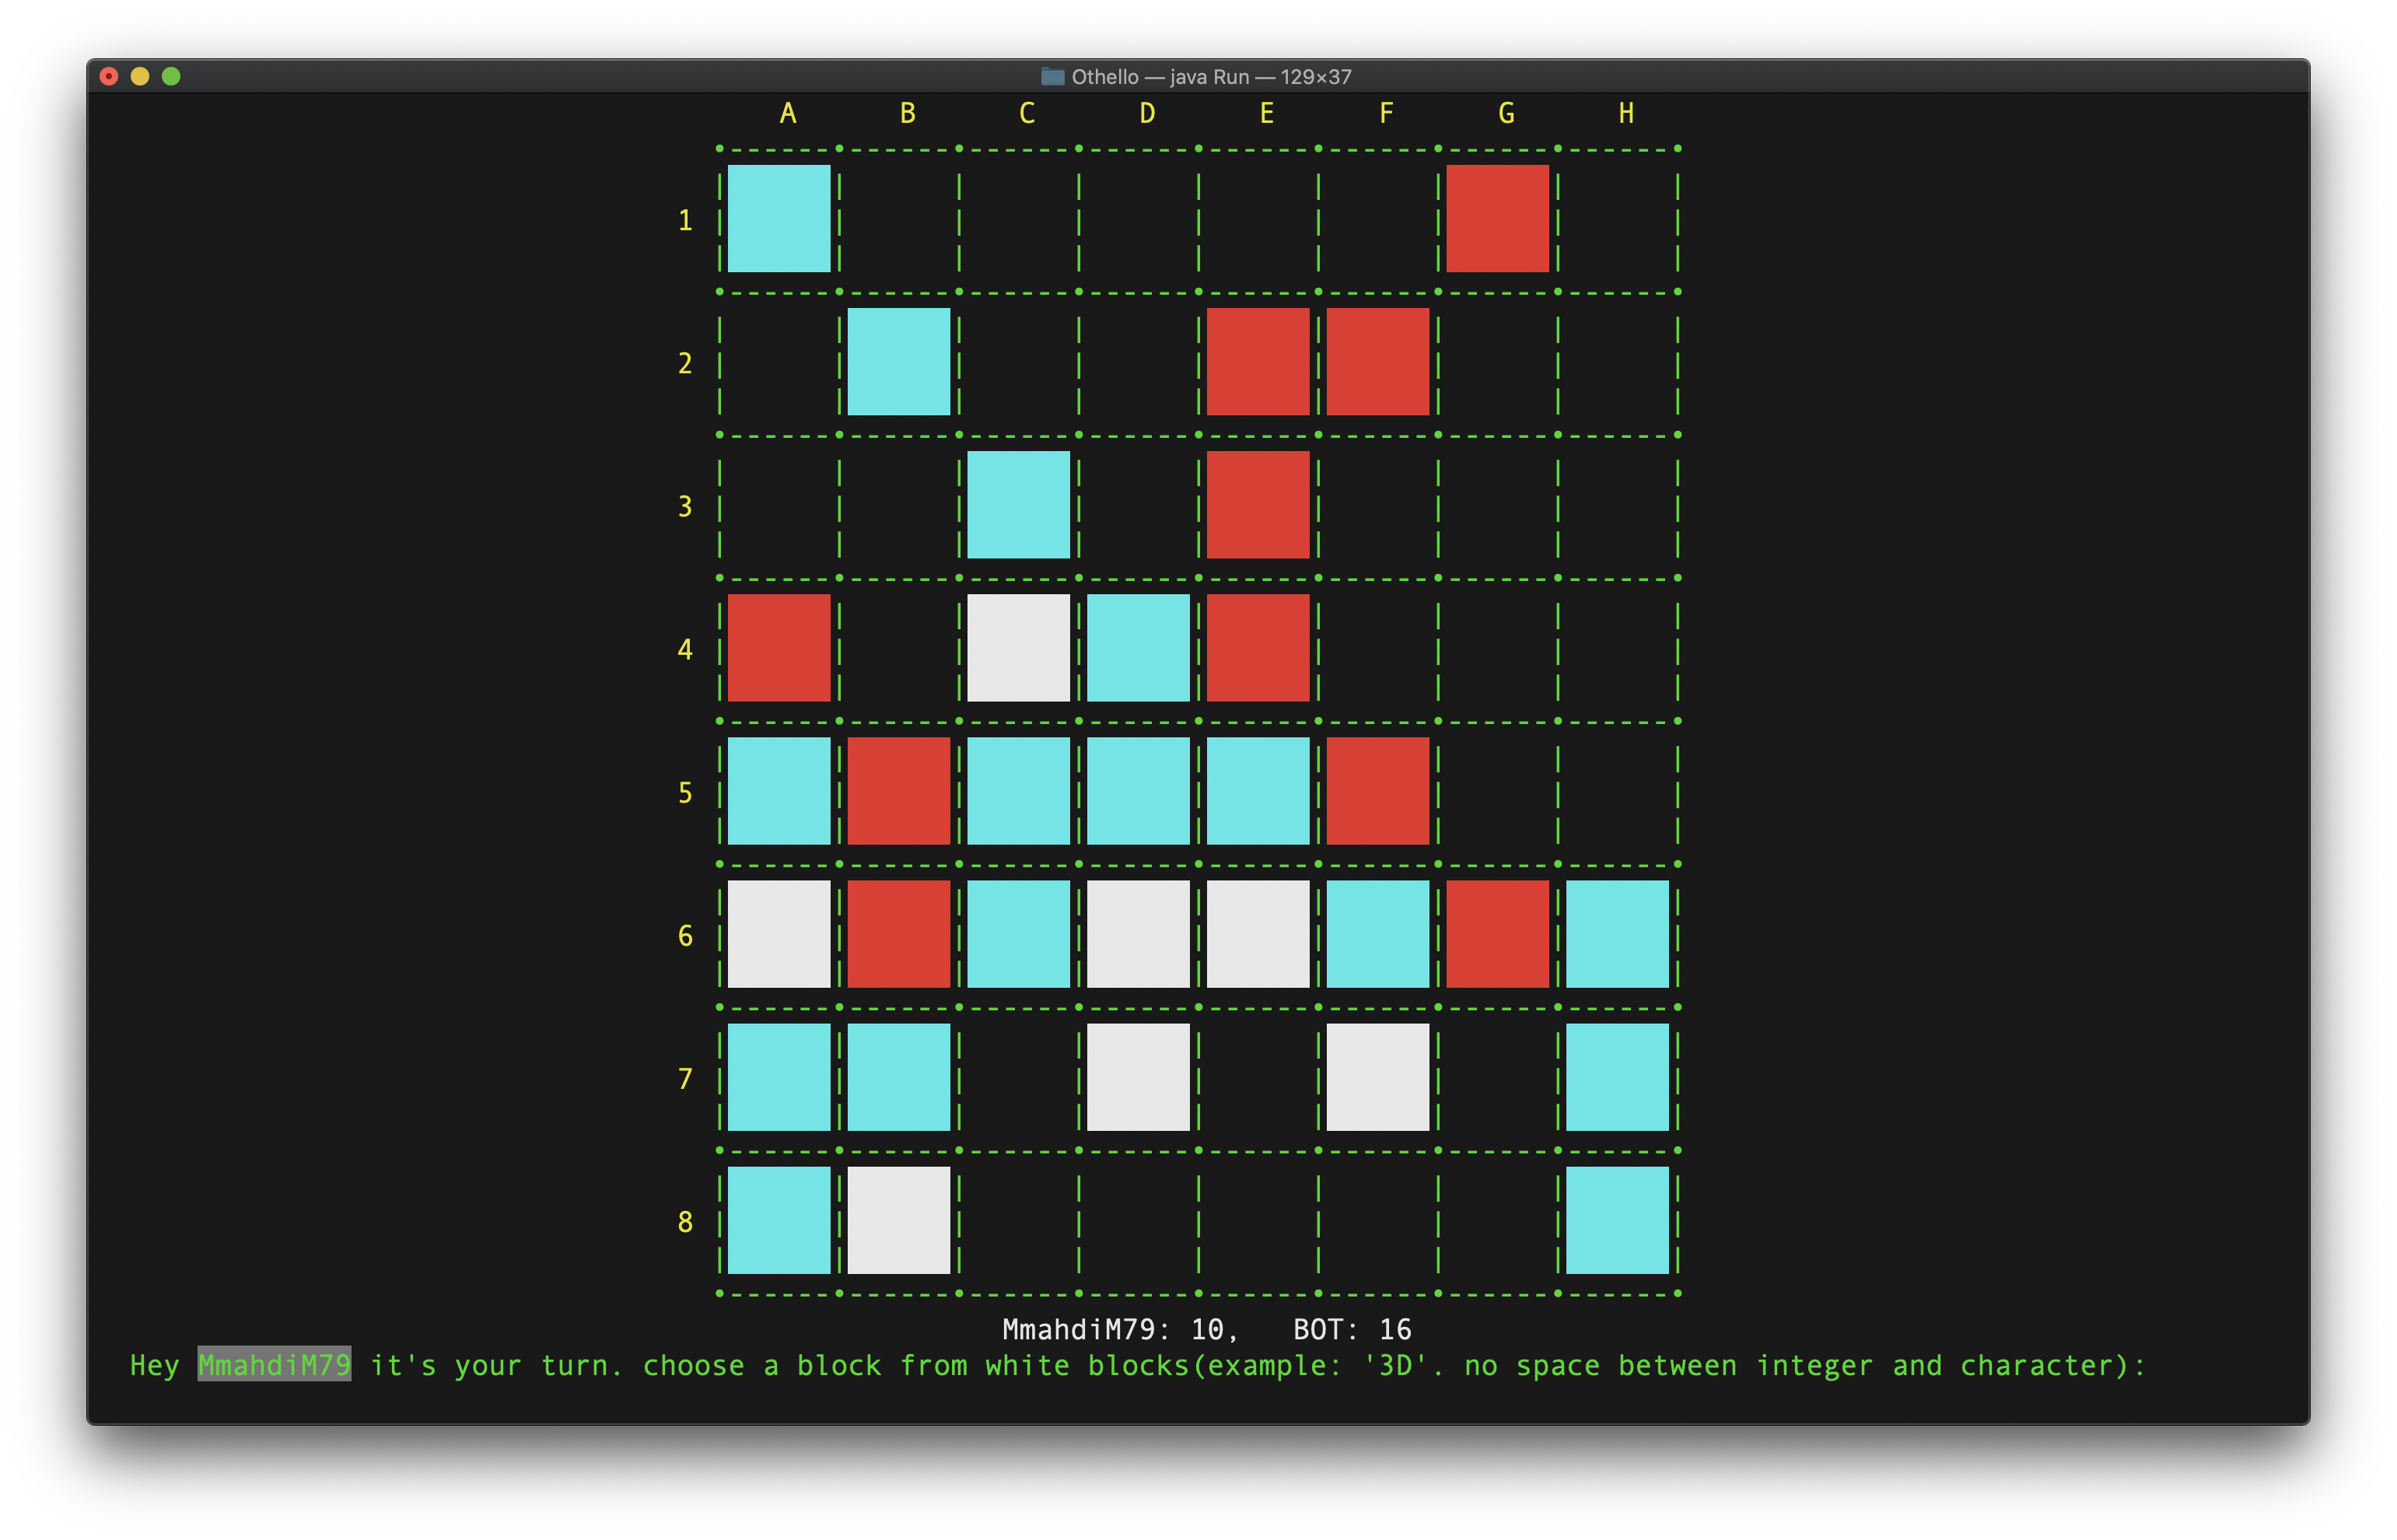 Othello — java Run — 129×37
A B C D E F G H
1
2
3
4
5
6
7
8
MmahdiM79: 10, BOT: 16
Hey MmahdiM79 it's your turn. choose a block from white blocks(example: '3D'. no space between integer and character):